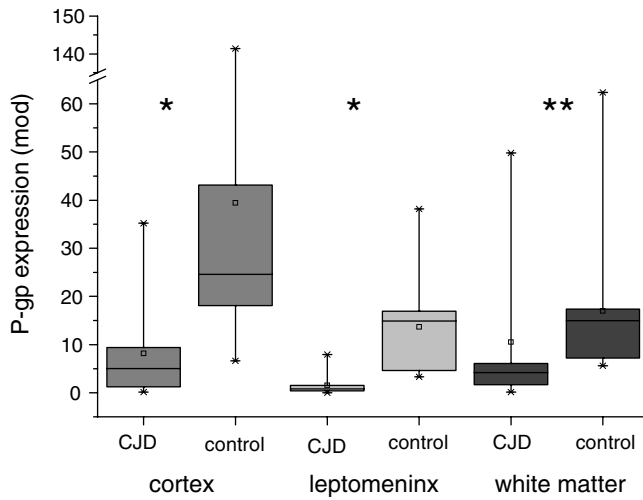 150
140
60
50
40
30
20
10
0
P-gp expression (mod)
* * **
CJD control CJD control CJD control
cortex leptomeninx white matter